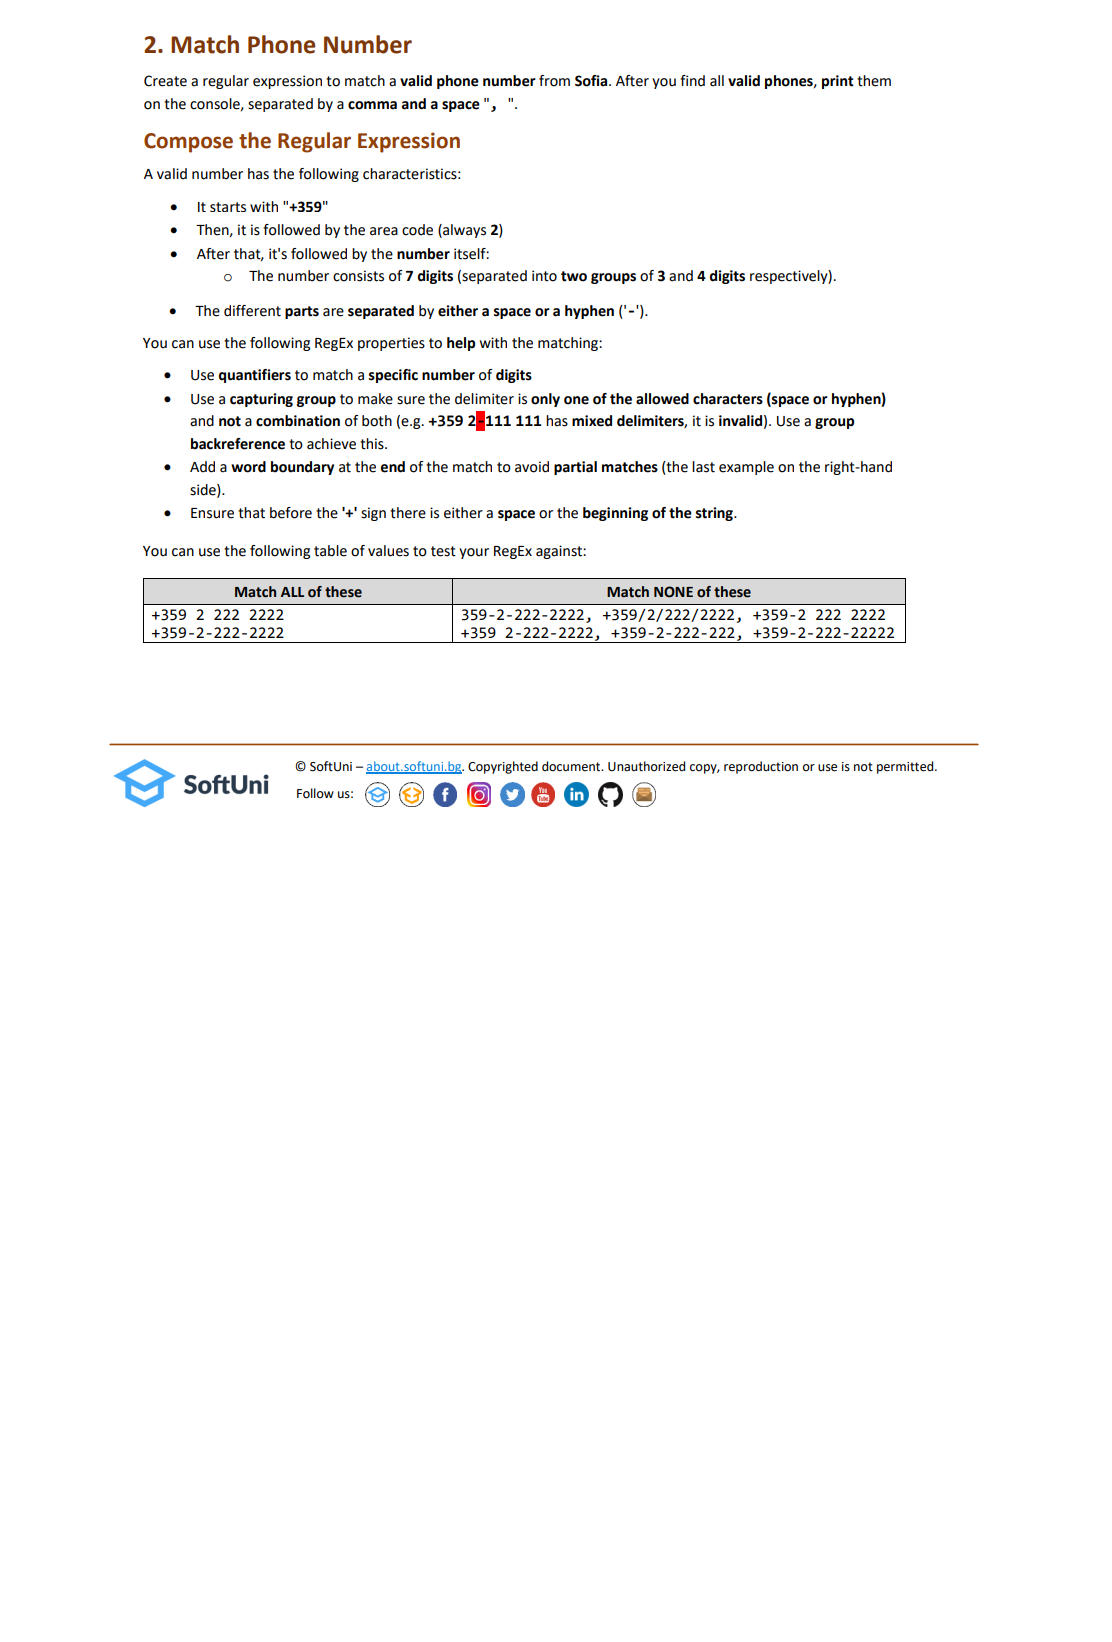 2. Match Phone Number
Create a regular expression to match a valid phone number from Sofia. After you find all valid phones, print them
on the console, separated by a comma and a space ", ".
Compose the Regular Expression
A valid number has the following characteristics:
• It starts with "+359"
• Then, it is followed by the area code (always 2)
• After that, it's followed by the number itself:
o The number consists of 7 digits (separated into two groups of 3 and 4 digits respectively).
• The different parts are separated by either a space or a hyphen ('-').
You can use the following RegEx properties to help with the matching:
• Use quantifiers to match a specific number of digits
• Use a capturing group to make sure the delimiter is only one of the allowed characters (space or hyphen)
and not a combination of both (e.g. +359 2-111 111 has mixed delimiters, it is invalid). Use a group
backreference to achieve this.
• Add a word boundary at the end of the match to avoid partial matches (the last example on the right-hand
side).
• Ensure that before the '+' sign there is either a space or the beginning of the string.
You can use the following table of values to test your RegEx against:
Match ALL of these Match NONE of these
+359 2 222 2222 359-2-222-2222, +359/2/222/2222, +359-2 222 2222
+359-2-222-2222 +359 2-222-2222, +359-2-222-222, +359-2-222-22222
© SoftUni – about.softuni.bg. Copyrighted document. Unauthorized copy, reproduction or use is not permitted.
SoftUni
Follow us: